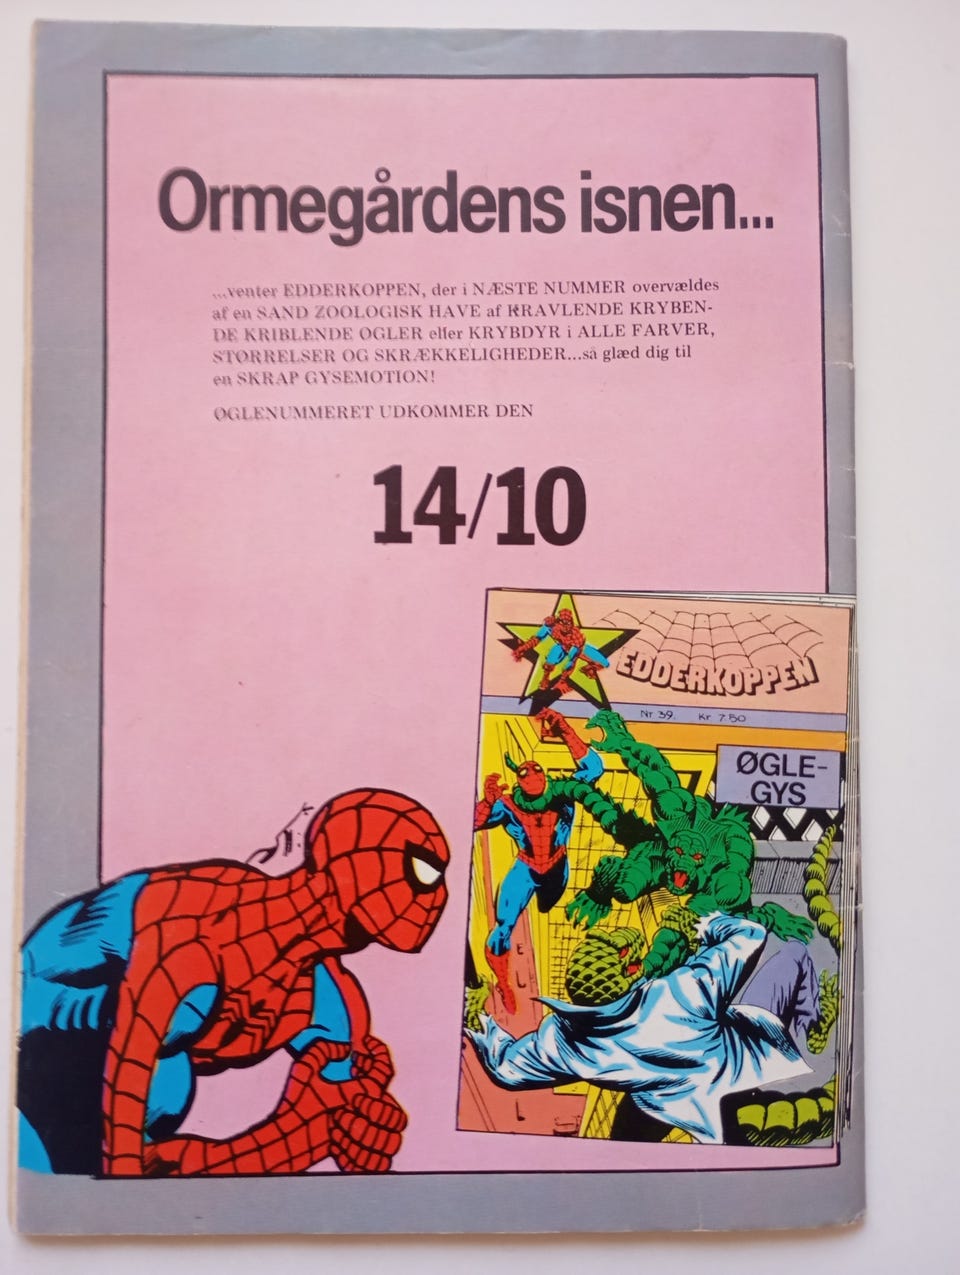 Ormegårdens isnen...
...venter EDDERKOPPEN, der i NÆSTE NUMMER overvældes
af en SAND ZOOLOGISK HAVE af KRAVLENDE KRYBEN-
DE KRIBLENDE ØGLER eller KRYBDYR i ALLE FARVER,
STØRRELSER OG SKRÆKKELIGHEDER...så glæd dig til
en SKRAP GYSEMOTION!
ØGLENUMMERET UDKOMMER DEN
14/10
EDDERKOPPEN
Nr 39. Kr 7.50
ØGLE-
GYS